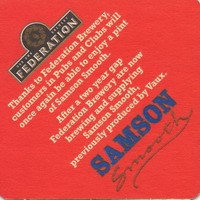 FEDERATION
Thanks to Federation Brewery,
customers in Pubs and Clubs will
once again be able to enjoy a pint
of Samson Smooth.
After a two year gap
Federation Brewery are now
brewing and supplying
Samson Smooth,
previously produced by Vaux.
SAMSON
Smooth